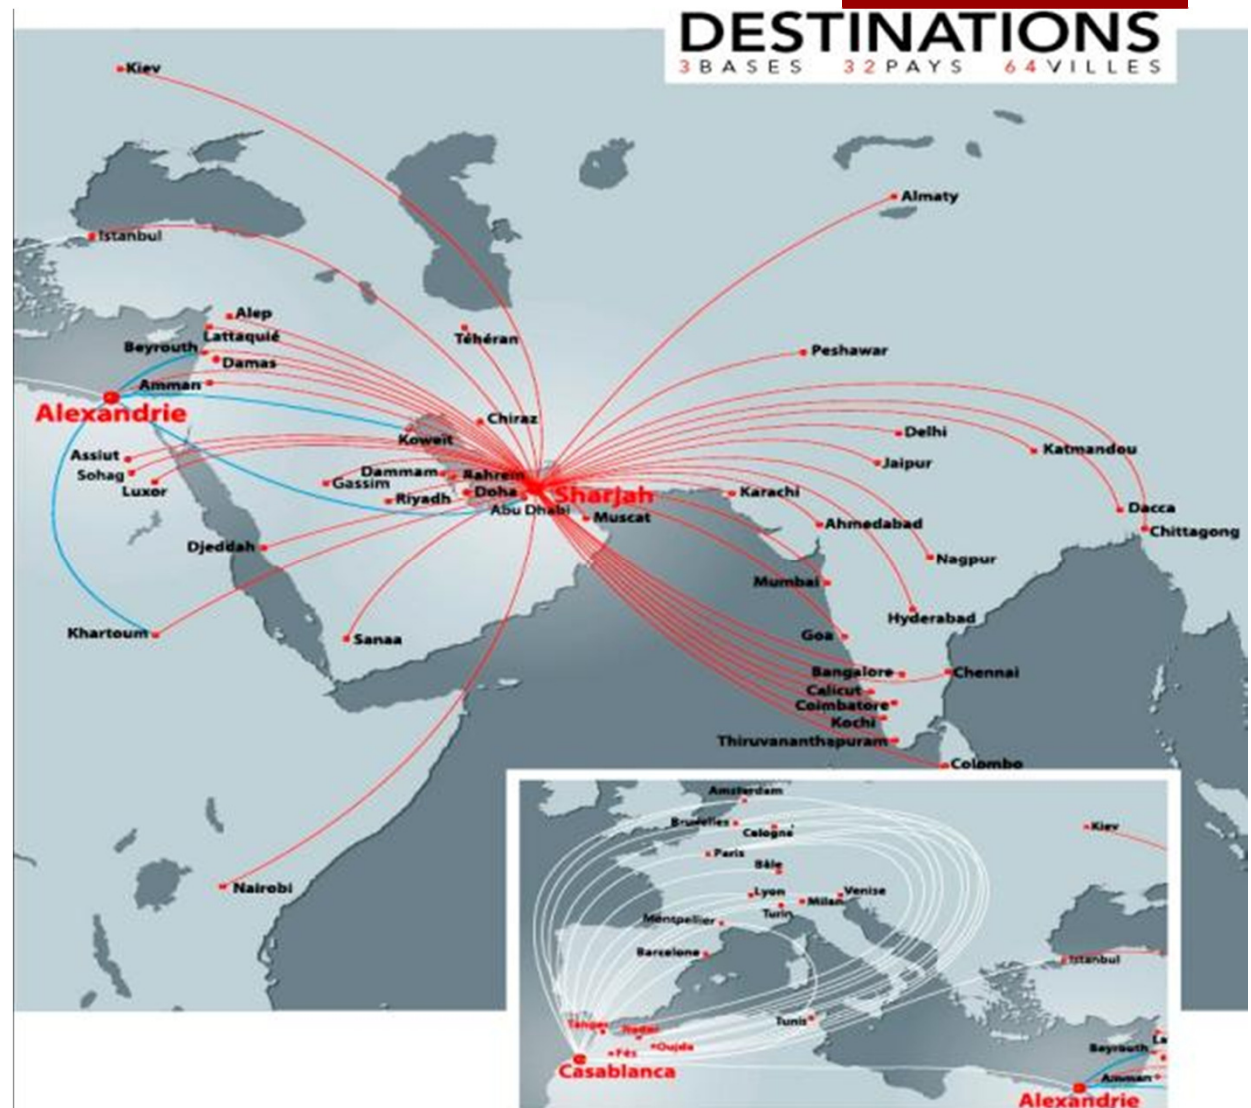 DESTINATIONS
3 BASES 32 PAYS 64 VILLES
Kiev
Almaty
Istanbul
Alep
Lattaquié
Téhéran
Beyrouth
Peshawar
Damas
Amman
Alexandrie
Chiraz
Koweit
Delhi
Katmandou
Assiut
Jaipur
Sohag
Dammam
Bahrein
Gassim
Luxor
Riyadh
Doha
Sharjah
Karachi
Abu Dhabi
Muscat
Dacca
Ahmedabad
Chittagong
Djeddah
Nagpur
Mumbai
Hyderabad
Khartoum
Sanaa
Goa
Bangalore
Chennai
Calicut
Coimbatore
Kochi
Thiruvananthapuram
Colombo
Nairobi
Amsterdam
Bruxelles
Cologne
Kiev
Paris
Bâle
Lyon
Venise
Milan
Turin
Montpellier
Barcelone
Istanbul
Tunis
Tanger
Nador
Oujda
Fès
Casablanca
La
Beyrouth
Amman
Alexandrie